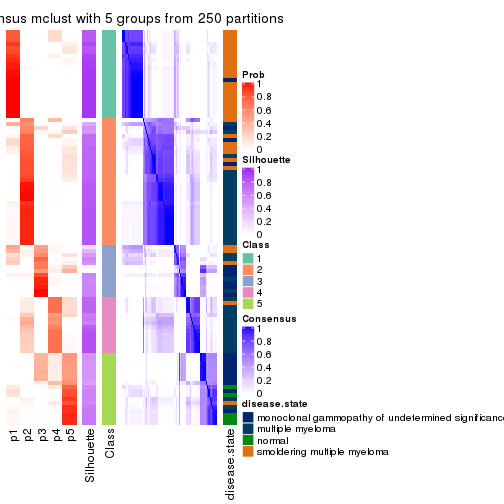 nsus mclust with 5 groups from 250 partitions
Prob
1
0.8
0.6
0.4
0.2
0
Silhouette
1
0.8
0.6
0.4
0.2
0
Class
1
2
3
4
5
Consensus
1
0.8
0.6
0.4
0.2
0
disease.state
monoclonal gammopathy of undetermined significance
multiple myeloma
normal
smoldering multiple myeloma
p1
p2
p3
p4
p5
Silhouette
Class
disease.state